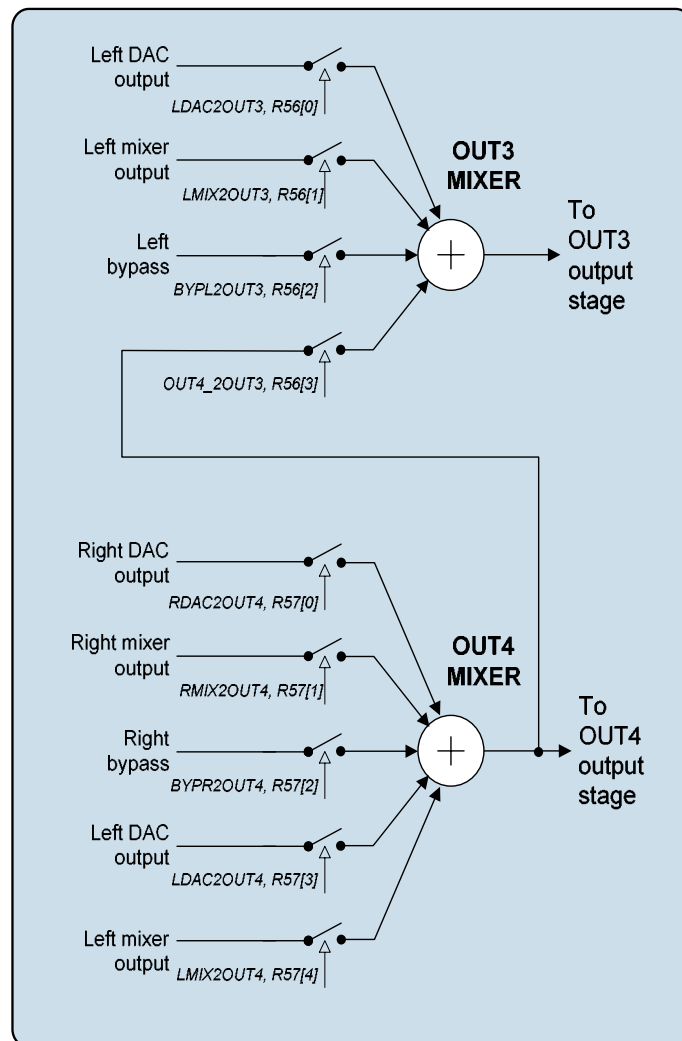 Left DAC
output
LDAC2OUT3, R56[0]
Left mixer
output
LMIX2OUT3, R56[1]
Left
bypass
BYPL2OUT3, R56[2]
OUT4_2OUT3, R56[3]
OUT3
MIXER
To
OUT3
output
stage
Right DAC
output
RDAC2OUT4, R57[0]
Right mixer
output
RMIX2OUT4, R57[1]
Right
bypass
BYPR2OUT4, R57[2]
Left DAC
output
LDAC2OUT4, R57[3]
Left mixer
output
LMIX2OUT4, R57[4]
OUT4
MIXER
To
OUT4
output
stage